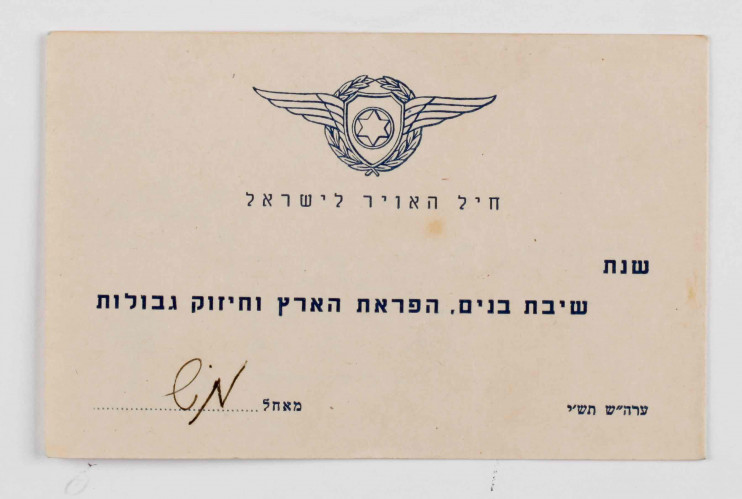 חיל האויר לישראל
שנת
שיבת בנים, הפראת הארץ וחיזוק גבולות
ערה״ש תש״י
מאחל